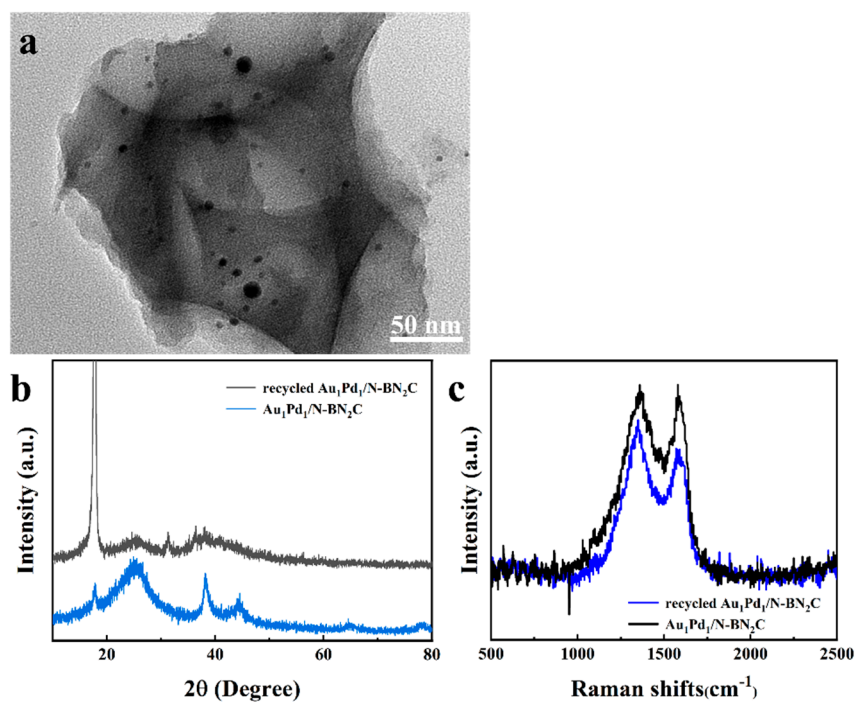 a
50 nm
b
recycled Au₁Pd₁/N-BN₂C
Au₁Pd₁/N-BN₂C
Intensity (a.u.)
20 40 60 80
2θ (Degree)
c
Intensity (a.u.)
recycled Au₁Pd₁/N-BN₂C
Au₁Pd₁/N-BN₂C
500 1000 1500 2000 2500
Raman shifts(cm⁻¹)